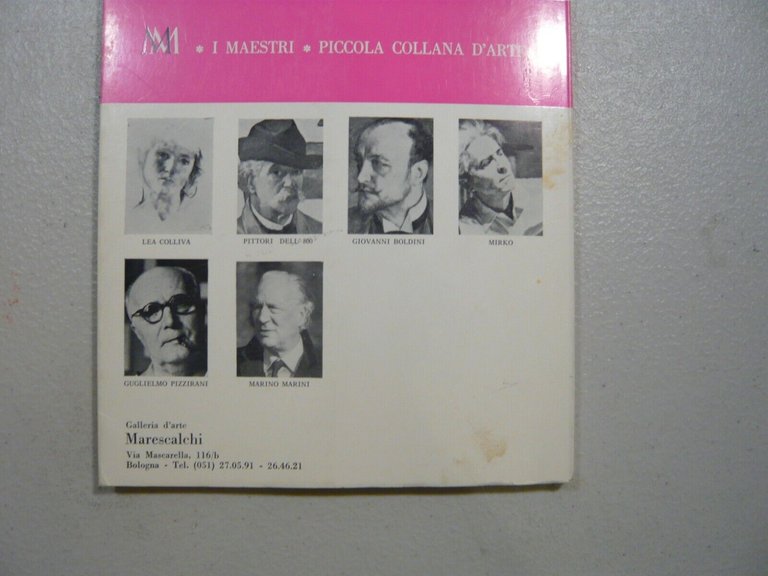 MM * I MAESTRI * PICCOLA COLLANA D'ARTE
LEA COLLIVA
PITTORI DELL' 800
GIOVANNI BOLDINI
MIRKO
GUGLIELMO PIZZIRANI
MARINO MARINI
Galleria d'arte
Marescalchi
Via Mascarella, 116/b
Bologna - Tel. (051) 27.05.91 - 26.46.21